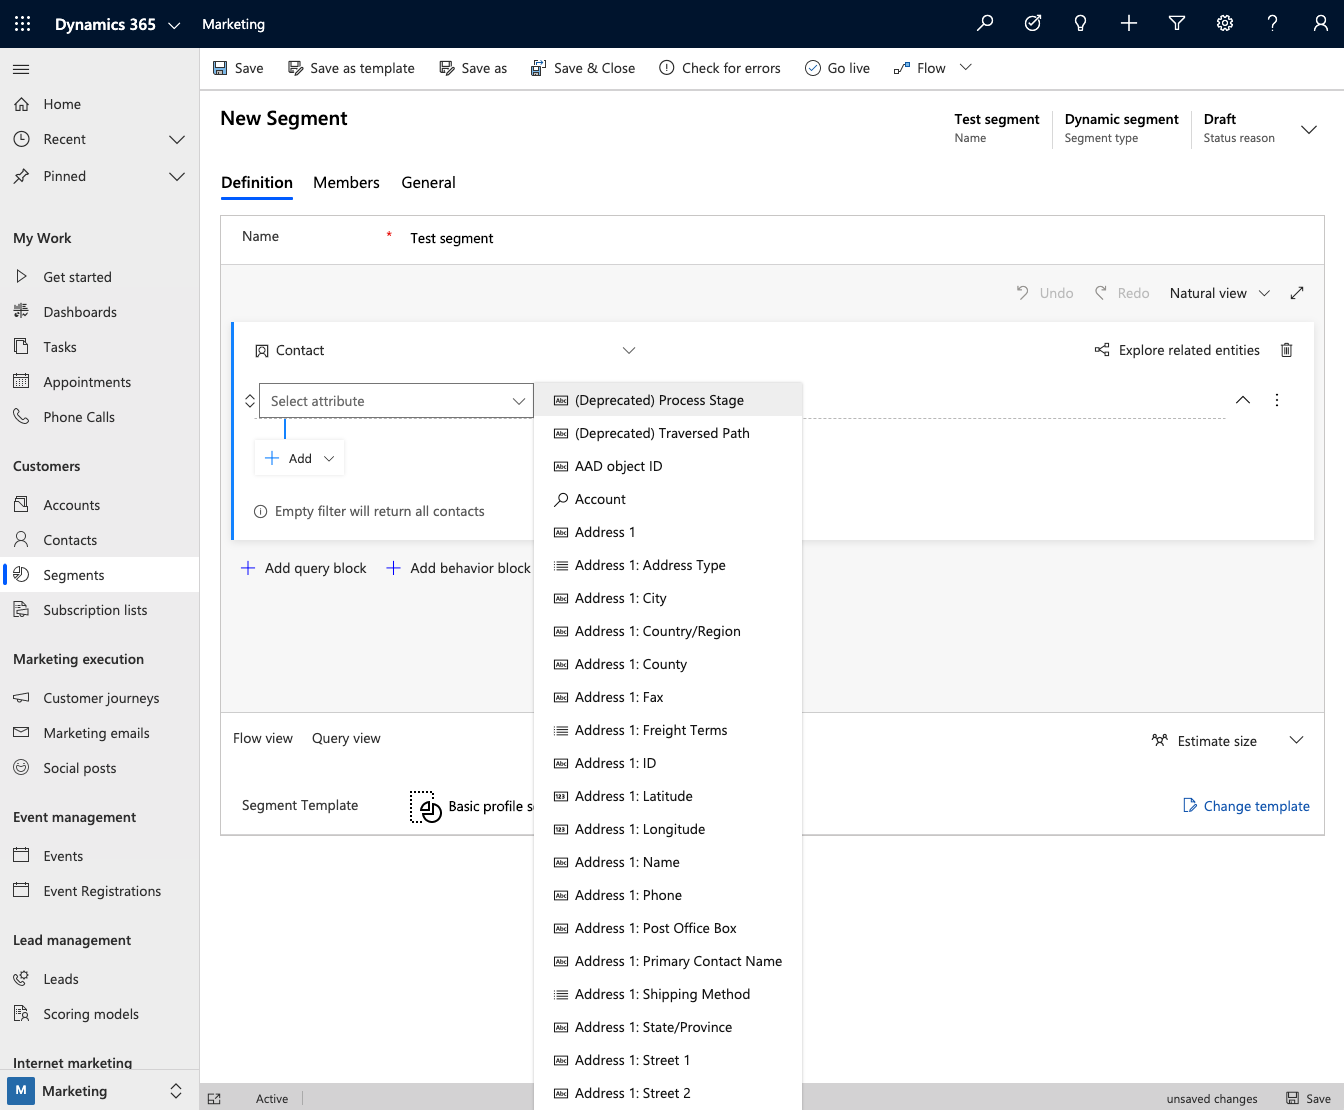 Dynamics 365
Marketing
Save
Save as template
Save as
Save & Close
Check for errors
Go live
Flow
Home
Recent
Pinned
My Work
Get started
Dashboards
Tasks
Appointments
Phone Calls
Customers
Accounts
Contacts
Segments
Subscription lists
Marketing execution
Customer journeys
Marketing emails
Social posts
Event management
Events
Event Registrations
Lead management
Leads
Scoring models
Internet marketing
M Marketing
New Segment
Test segment
Name
Dynamic segment
Segment type
Draft
Status reason
Definition
Members
General
Name * Test segment
Undo
Redo
Natural view
Contact
Explore related entities
Select attribute
Add
Empty filter will return all contacts
Add query block
Add behavior block
(Deprecated) Process Stage
(Deprecated) Traversed Path
AAD object ID
Account
Address 1
Address 1: Address Type
Address 1: City
Address 1: Country/Region
Address 1: County
Address 1: Fax
Address 1: Freight Terms
Address 1: ID
Address 1: Latitude
Address 1: Longitude
Address 1: Name
Address 1: Phone
Address 1: Post Office Box
Address 1: Primary Contact Name
Address 1: Shipping Method
Address 1: State/Province
Address 1: Street 1
Address 1: Street 2
Flow view
Query view
Estimate size
Segment Template
Basic profile s
Change template
Active
unsaved changes
Save